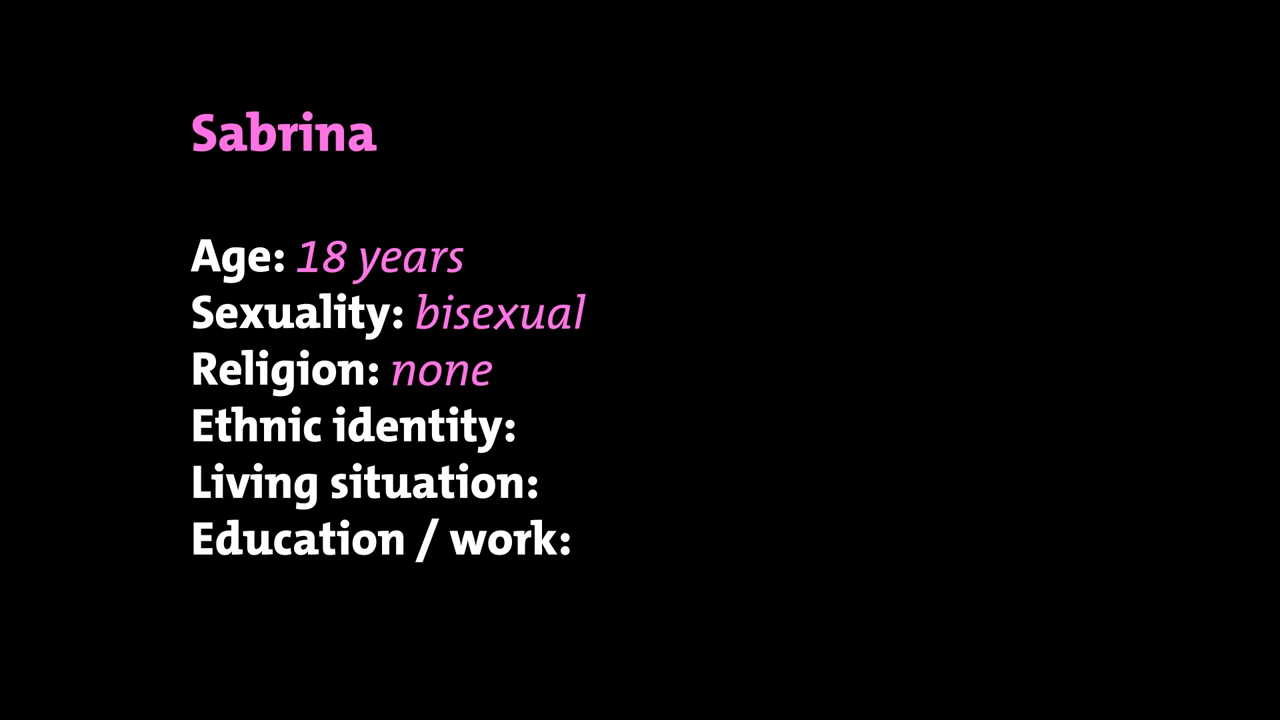 Sabrina
Age: 18 years
Sexuality: bisexual
Religion: none
Ethnic identity:
Living situation:
Education / work: